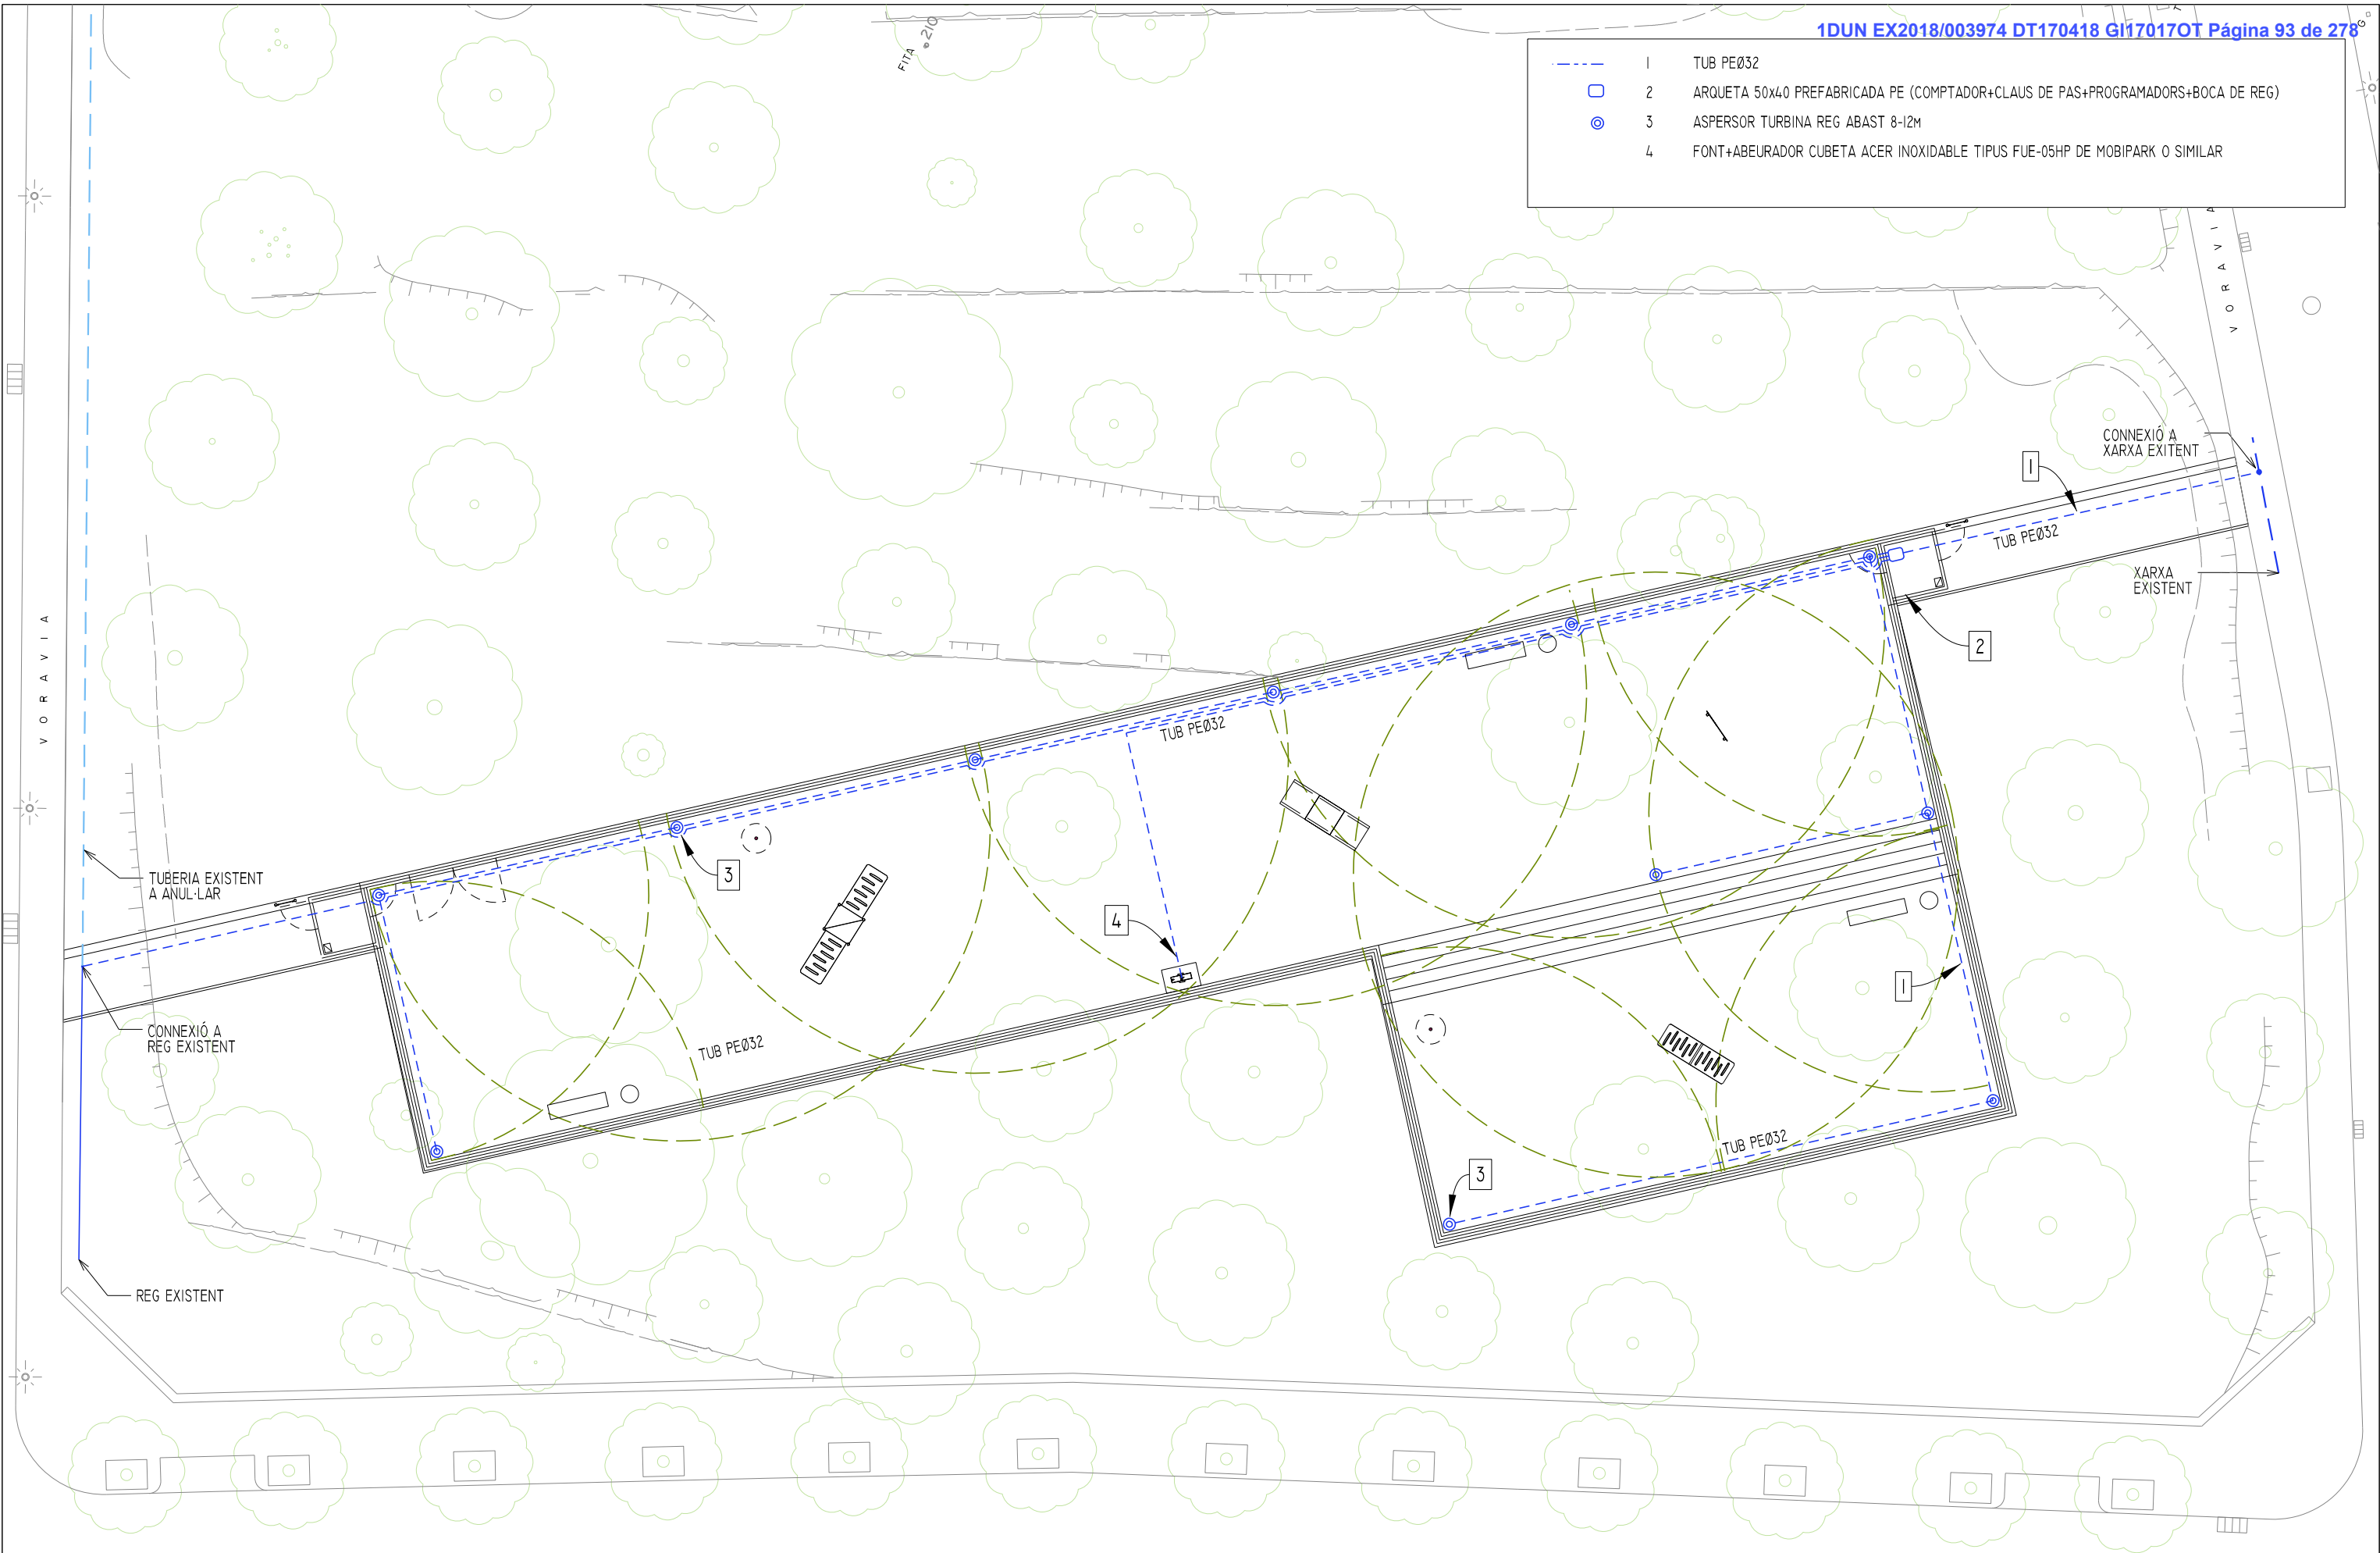 1DUN EX2018/003974 DT170418 GI17017OT Página 93 de 278
1 TUB PEØ32
2 ARQUETA 50x40 PREFABRICADA PE (COMPTADOR+CLAUS DE PAS+PROGRAMADORS+BOCA DE REG)
3 ASPERSOR TURBINA REG ABAST 8-12M
4 FONT+ABEURADOR CUBETA ACER INOXIDABLE TIPUS FUE-05HP DE MOBIPARK O SIMILAR
FITA
210
VORAVIA
CONNEXIÓ A
XARXA EXITENT
1
TUB PEØ32
XARXA
EXISTENT
2
VORAVIA
TUB PEØ32
3
TUBERIA EXISTENT
A ANUL·LAR
4
1
CONNEXIÓ A
REG EXISTENT
TUB PEØ32
TUB PEØ32
3
REG EXISTENT